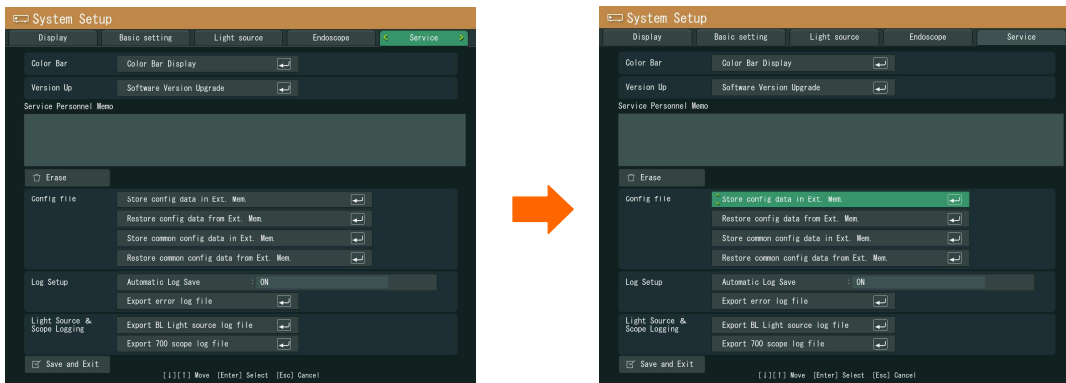 System Setup
Display Basic setting Light source Endoscope < Service >
Color Bar Color Bar Display
Version Up Software Version Upgrade
Service Personnel Memo
Erase
Config file Store config data in Ext. Mem.
Restore config data from Ext. Mem.
Store common config data in Ext. Mem.
Restore common config data from Ext. Mem.
Log Setup Automatic Log Save : ON
Export error log file
Light Source & Scope Logging Export BL Light source log file
Export 700 scope log file
Save and Exit
[↓][↑] Move [Enter] Select [Esc] Cancel
System Setup
Display Basic setting Light source Endoscope Service
Color Bar Color Bar Display
Version Up Software Version Upgrade
Service Personnel Memo
Erase
Config file Store config data in Ext. Mem.
Restore config data from Ext. Mem.
Store common config data in Ext. Mem.
Restore common config data from Ext. Mem.
Log Setup Automatic Log Save : ON
Export error log file
Light Source & Scope Logging Export BL Light source log file
Export 700 scope log file
Save and Exit
[↓][↑] Move [Enter] Select [Esc] Cancel